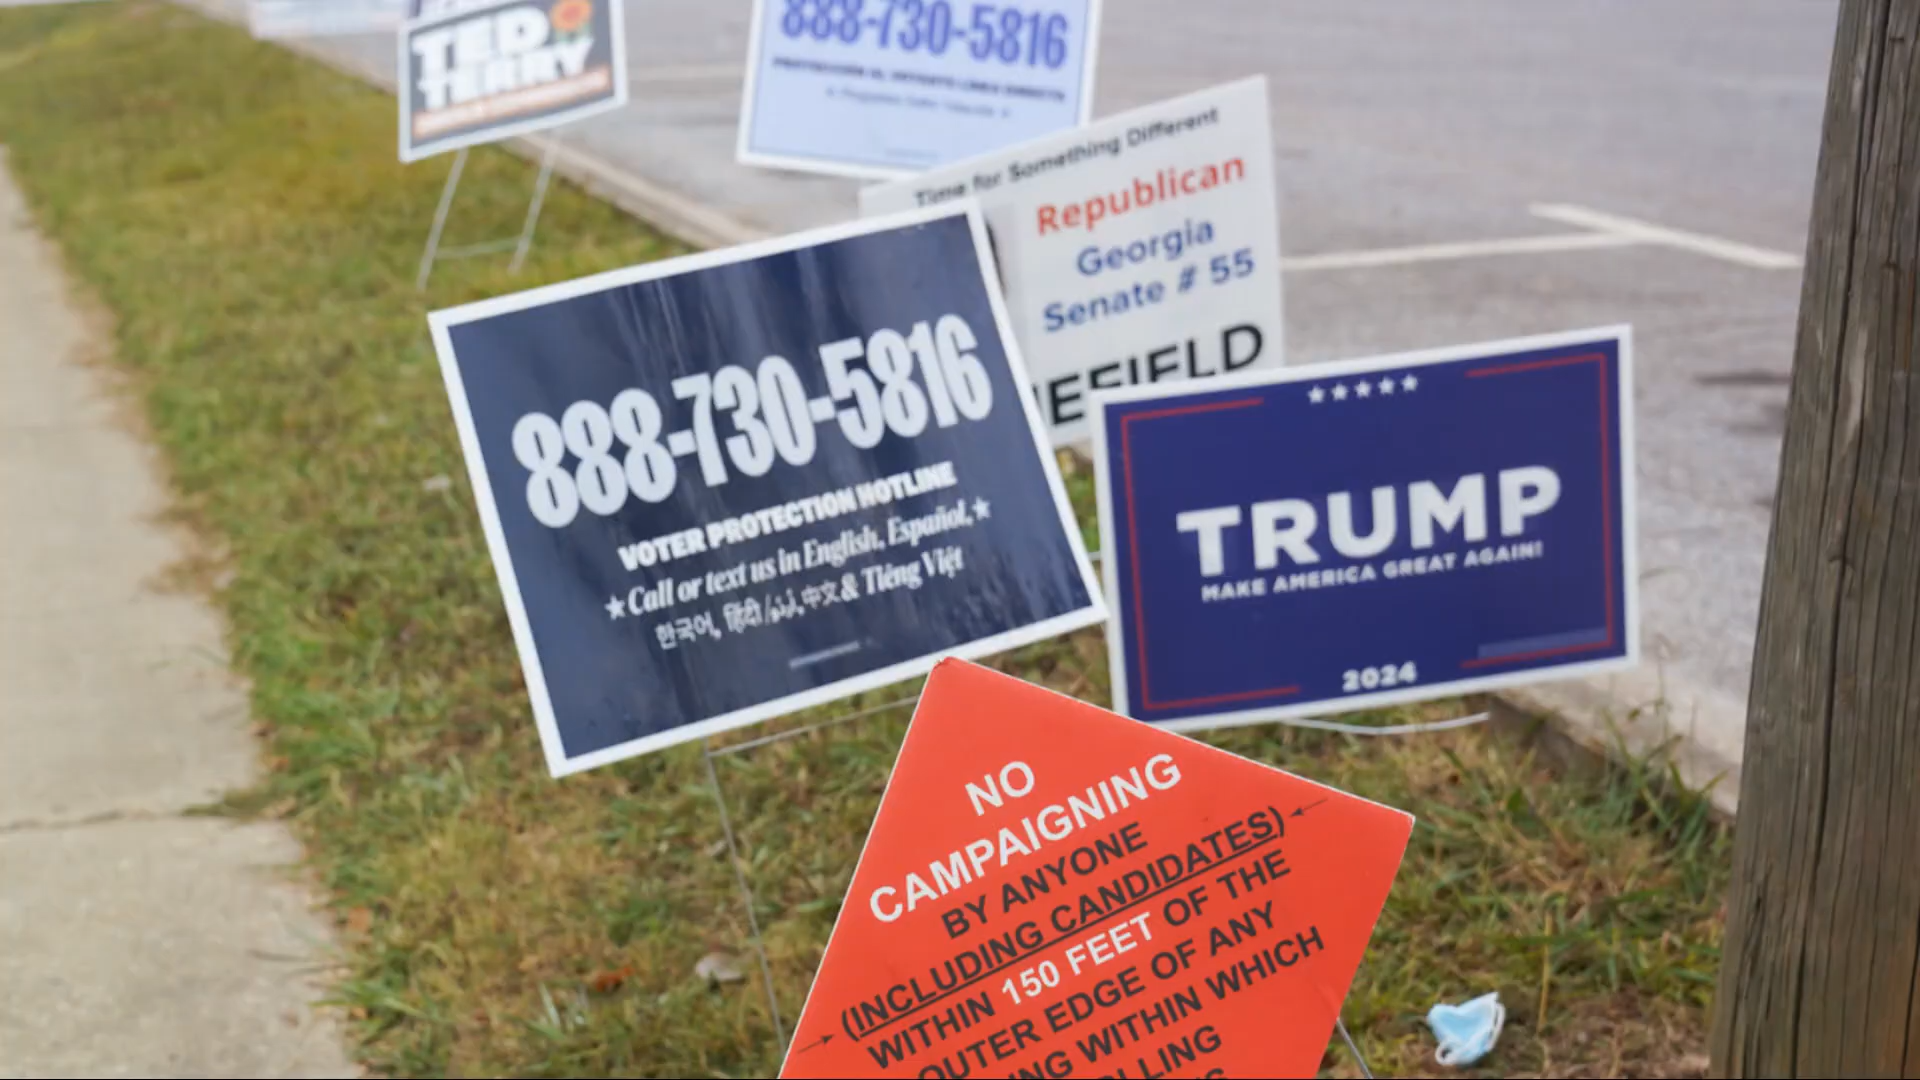 TED
TERRY
888-730-5816
Time for Something Different
Republican
Georgia
Senate # 55
EFIELD
888-730-5816
VOTER PROTECTION HOTLINE
★Call or text us in English, Español,★
한국어, हिंदी/اردو,中文& Tiếng Việt
★★★★★
TRUMP
MAKE AMERICA GREAT AGAIN!
2024
NO
CAMPAIGNING
BY ANYONE
(INCLUDING CANDIDATES)
WITHIN 150 FEET OF THE
OUTER EDGE OF ANY
WITHIN WHICH